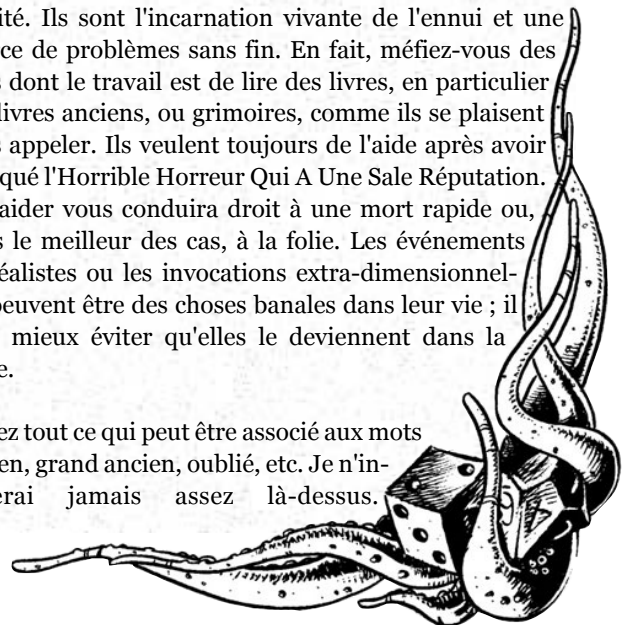 ité. Ils sont l'incarnation vivante de l'ennui et une
ce de problèmes sans fin. En fait, méfiez-vous des
s dont le travail est de lire des livres, en particulier
livres anciens, ou grimoires, comme ils se plaisent
s appeler. Ils veulent toujours de l'aide après avoir
qué l'Horrible Horreur Qui A Une Sale Réputation.
aider vous conduira droit à une mort rapide ou,
s le meilleur des cas, à la folie. Les événements
éalistes ou les invocations extra-dimensionnel-
peuvent être des choses banales dans leur vie ; il
mieux éviter qu'elles le deviennent dans la
e.
ez tout ce qui peut être associé aux mots
en, grand ancien, oublié, etc. Je n'in-
erai jamais assez là-dessus.